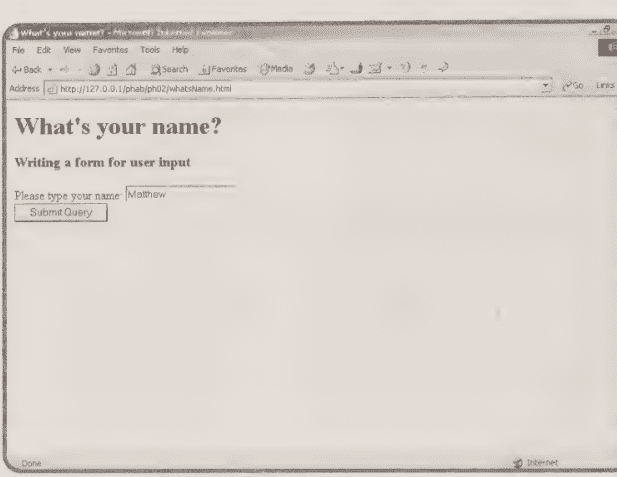 What's your name? - Microsoft Internet Explorer
File Edit View Favorites Tools Help
Back Search Favorites Media
Address http://127.0.0.1/phab/ph02/whatsName.html Go Links
What's your name?
Writing a form for user input
Please type your name: Matthew
Submit Query
Done Internet